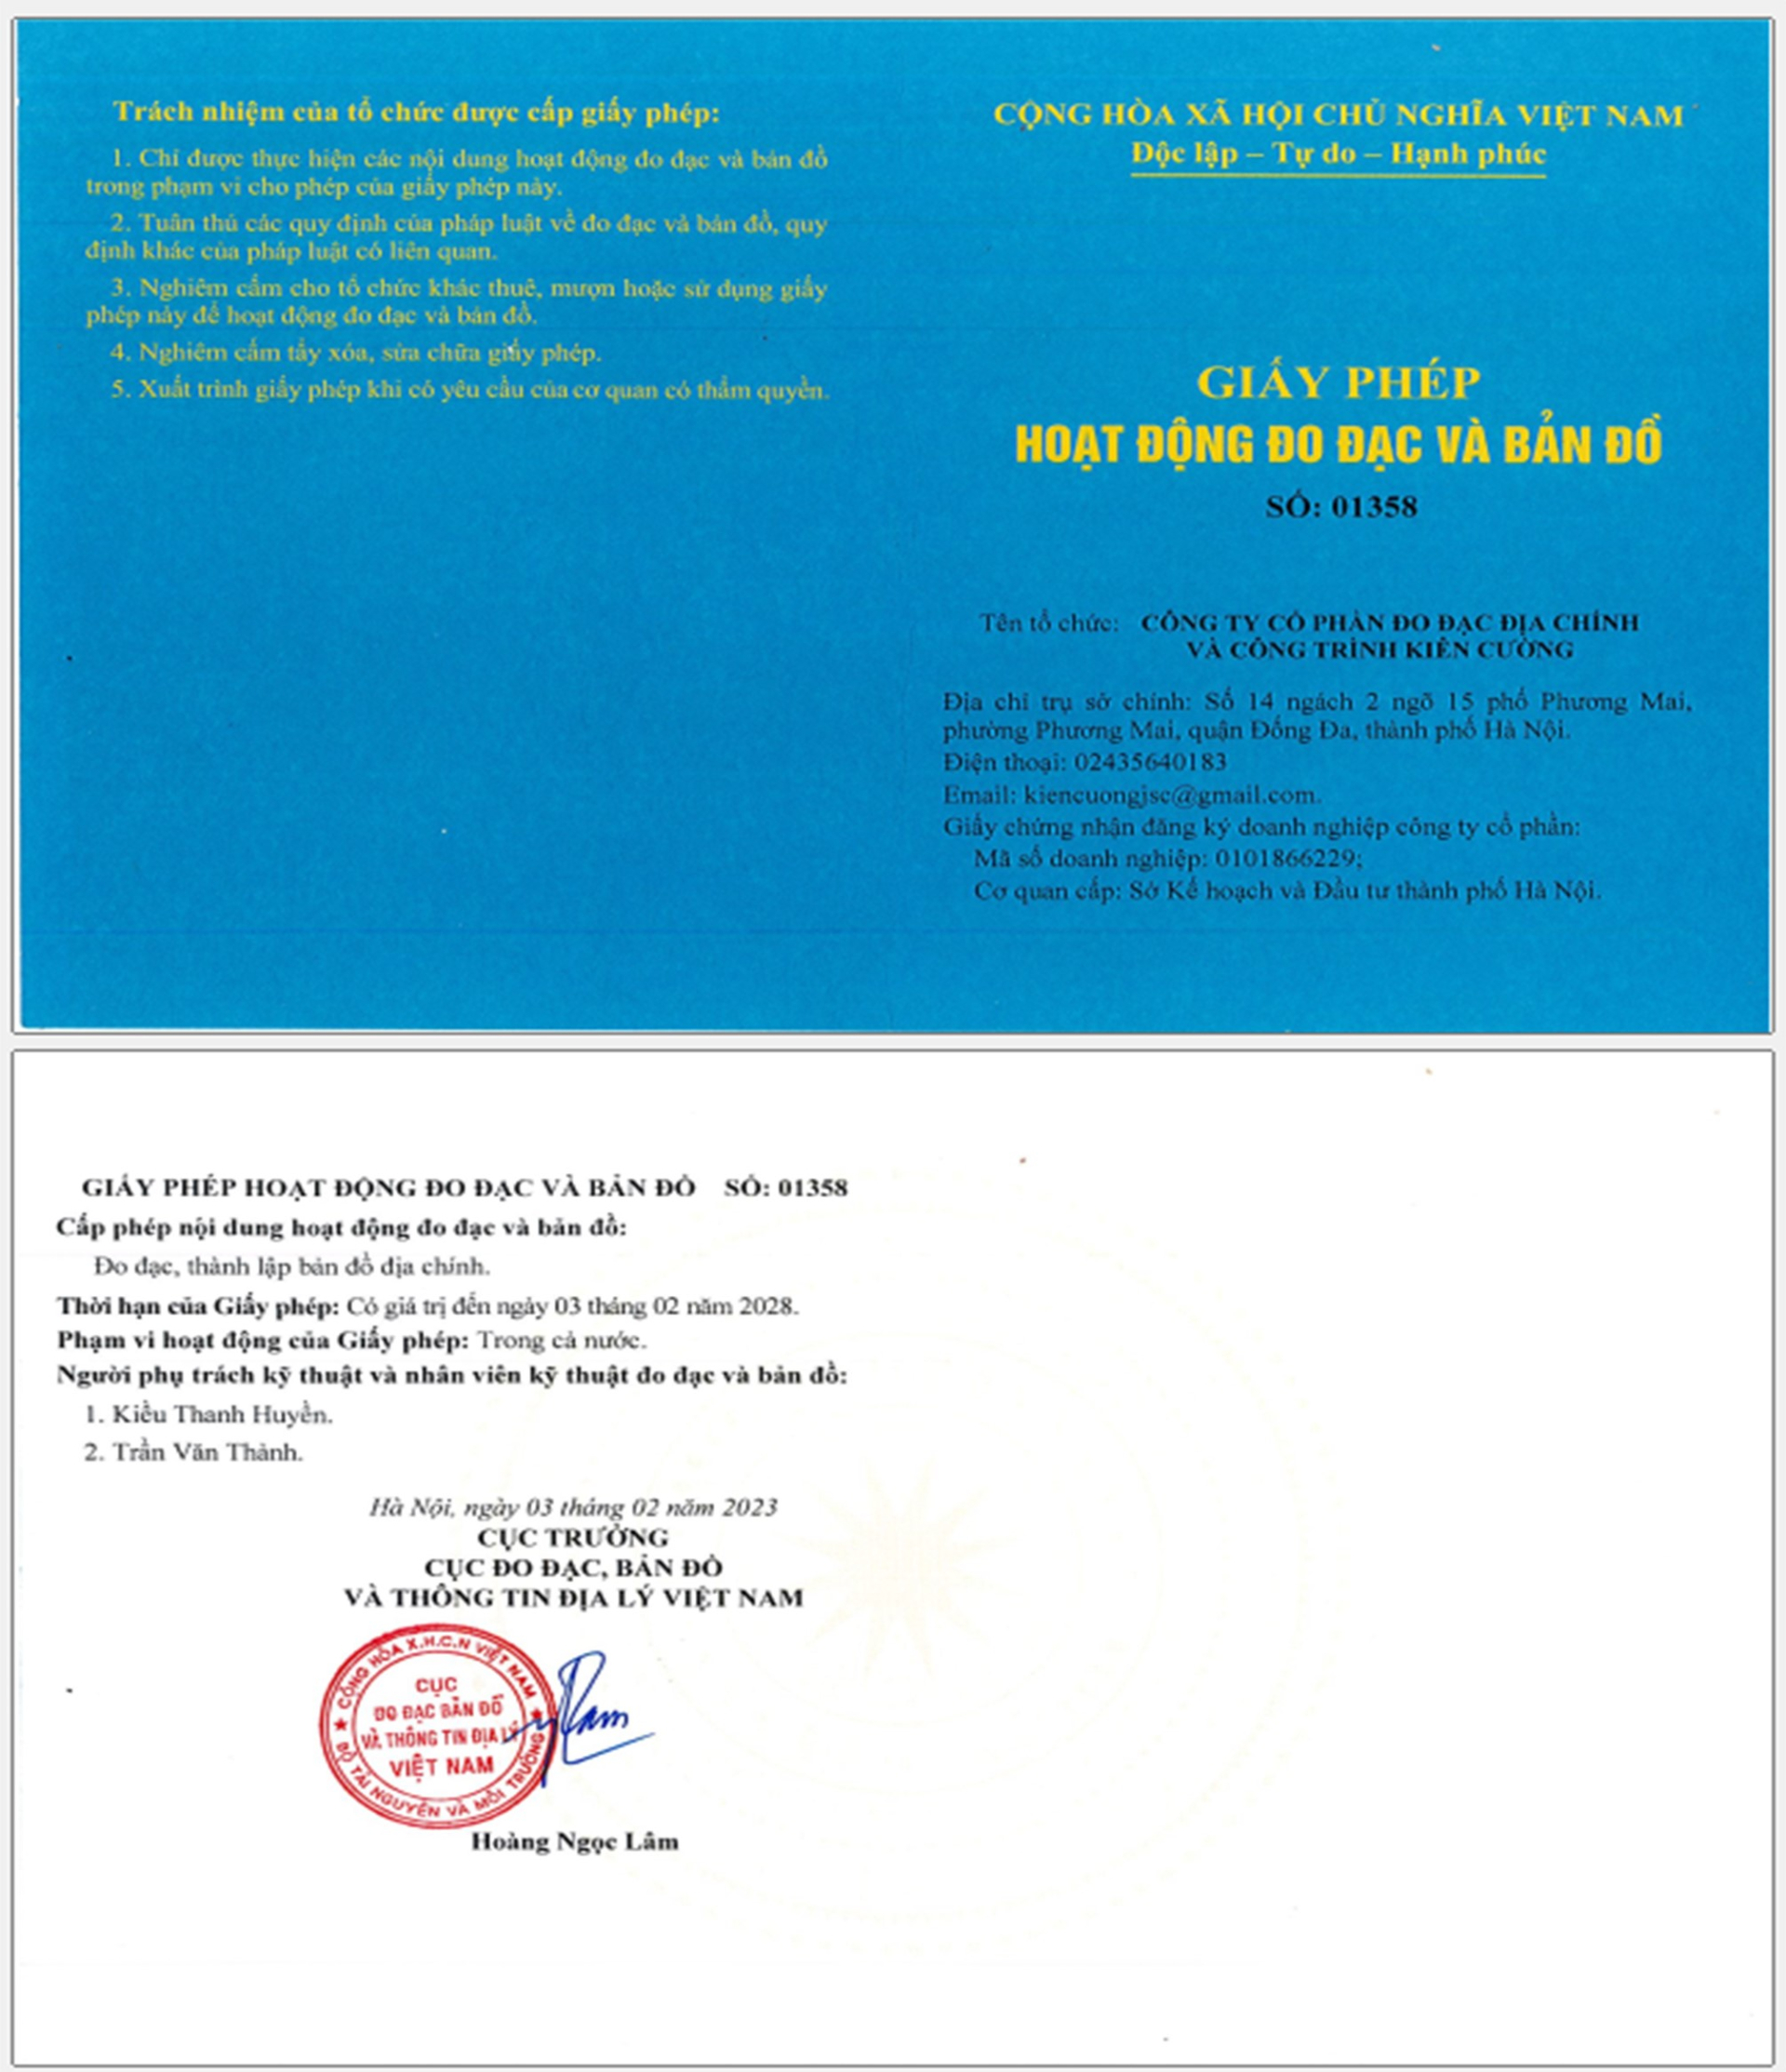 Trách nhiệm của tổ chức được cấp giấy phép:
1. Chỉ được thực hiện các nội dung hoạt động đo đạc và bản đồ
trong phạm vi cho phép của giấy phép này.
2. Tuân thủ các quy định của pháp luật về đo đạc và bản đồ, quy
định khác của pháp luật có liên quan.
3. Nghiêm cấm cho tổ chức khác thuê, mượn hoặc sử dụng giấy
phép này để hoạt động đo đạc và bản đồ.
4. Nghiêm cấm tẩy xóa, sửa chữa giấy phép.
5. Xuất trình giấy phép khi có yêu cầu của cơ quan có thẩm quyền.
CỘNG HÒA XÃ HỘI CHỦ NGHĨA VIỆT NAM
Độc lập – Tự do – Hạnh phúc
GIẤY PHÉP
HOẠT ĐỘNG ĐO ĐẠC VÀ BẢN ĐỒ
SỐ: 01358
Tên tổ chức: CÔNG TY CỔ PHẦN ĐO ĐẠC ĐỊA CHÍNH
VÀ CÔNG TRÌNH KIÊN CƯỜNG
Địa chỉ trụ sở chính: Số 14 ngách 2 ngõ 15 phố Phương Mai,
phường Phương Mai, quận Đống Đa, thành phố Hà Nội.
Điện thoại: 02435640183
Email: kiencuongjsc@gmail.com.
Giấy chứng nhận đăng ký doanh nghiệp công ty cổ phần:
Mã số doanh nghiệp: 0101866229;
Cơ quan cấp: Sở Kế hoạch và Đầu tư thành phố Hà Nội.
GIẤY PHÉP HOẠT ĐỘNG ĐO ĐẠC VÀ BẢN ĐỒ SỐ: 01358
Cấp phép nội dung hoạt động đo đạc và bản đồ:
Đo đạc, thành lập bản đồ địa chính.
Thời hạn của Giấy phép: Có giá trị đến ngày 03 tháng 02 năm 2028.
Phạm vi hoạt động của Giấy phép: Trong cả nước.
Người phụ trách kỹ thuật và nhân viên kỹ thuật đo đạc và bản đồ:
1. Kiều Thanh Huyền.
2. Trần Văn Thành.
Hà Nội, ngày 03 tháng 02 năm 2023
CỤC TRƯỞNG
CỤC ĐO ĐẠC, BẢN ĐỒ
VÀ THÔNG TIN ĐỊA LÝ VIỆT NAM
CỘNG HÒA X.H.C.N VIỆT NAM
CỤC
ĐO ĐẠC BẢN ĐỒ
VÀ THÔNG TIN ĐỊA LÝ
VIỆT NAM
BỘ TÀI NGUYÊN VÀ MÔI TRƯỜNG
Hoàng Ngọc Lâm